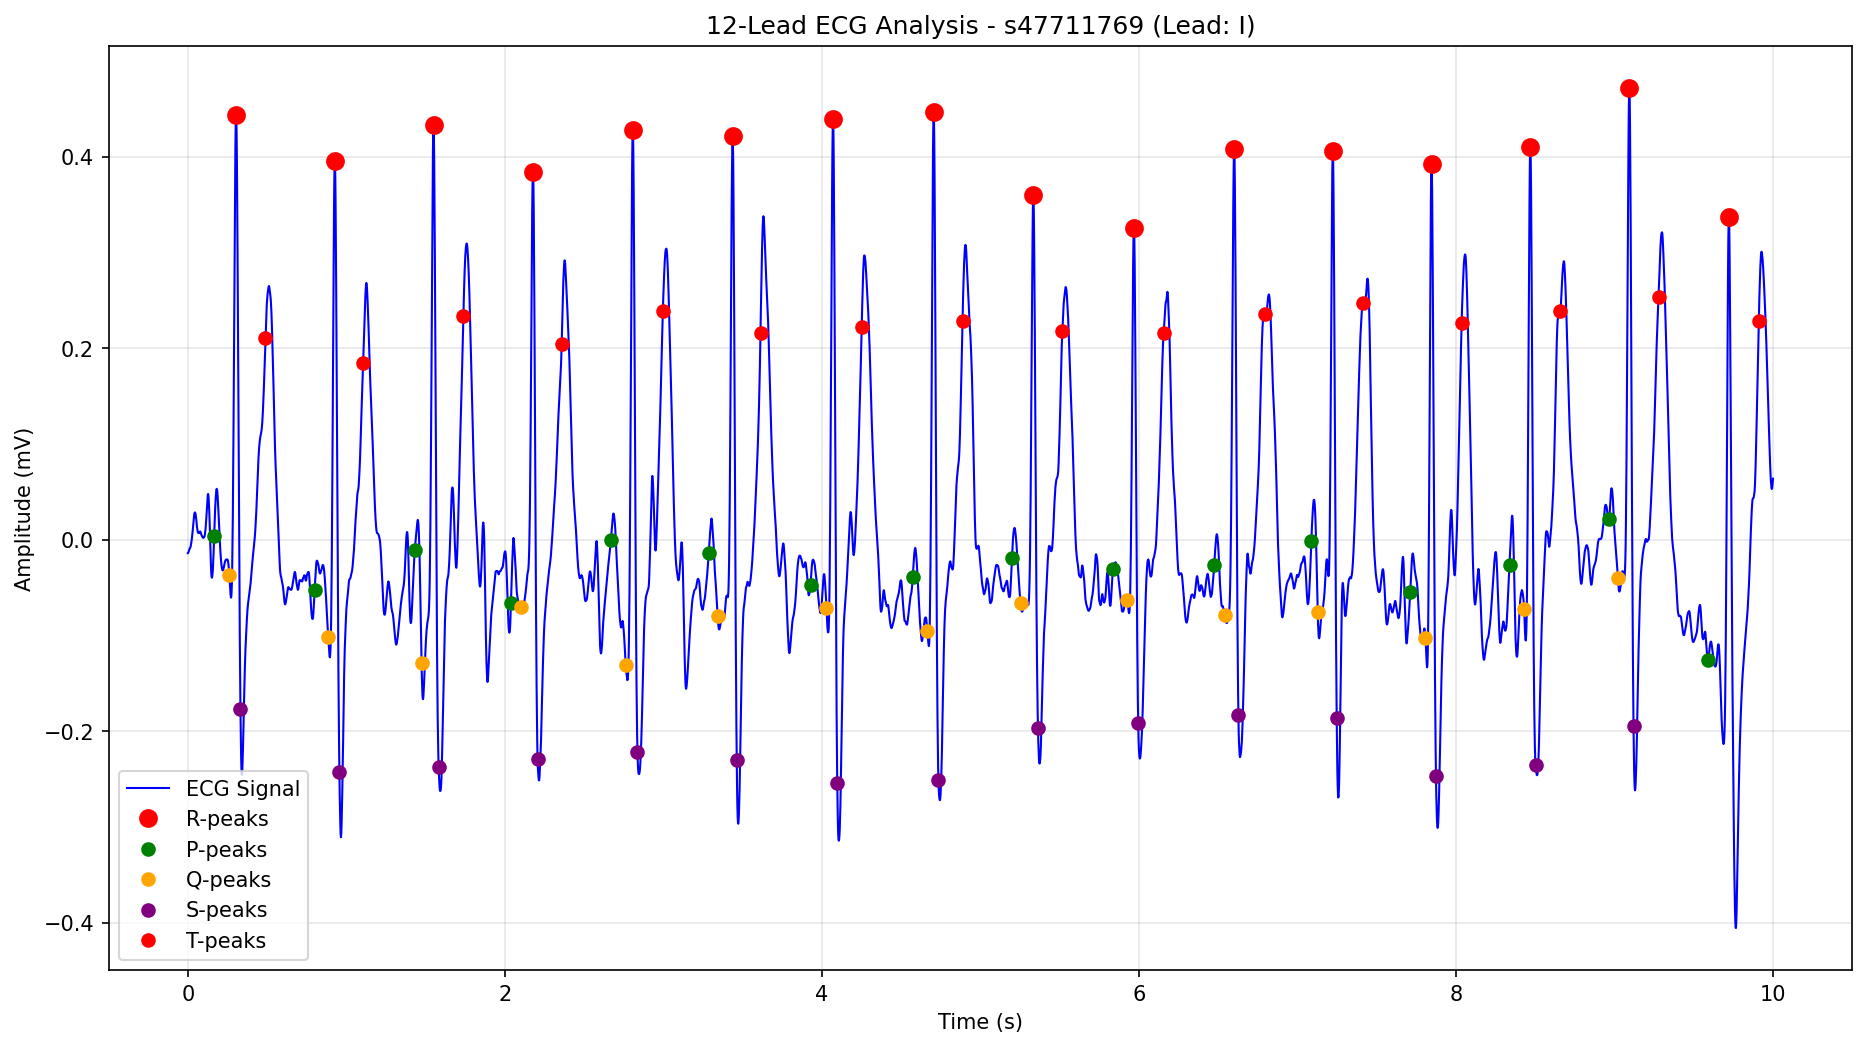 12-Lead ECG Analysis - s47711769 (Lead: I)
Amplitude (mV)
0.4
0.2
0.0
−0.2
−0.4
ECG Signal
R-peaks
P-peaks
Q-peaks
S-peaks
T-peaks
0 2 4 6 8 10
Time (s)